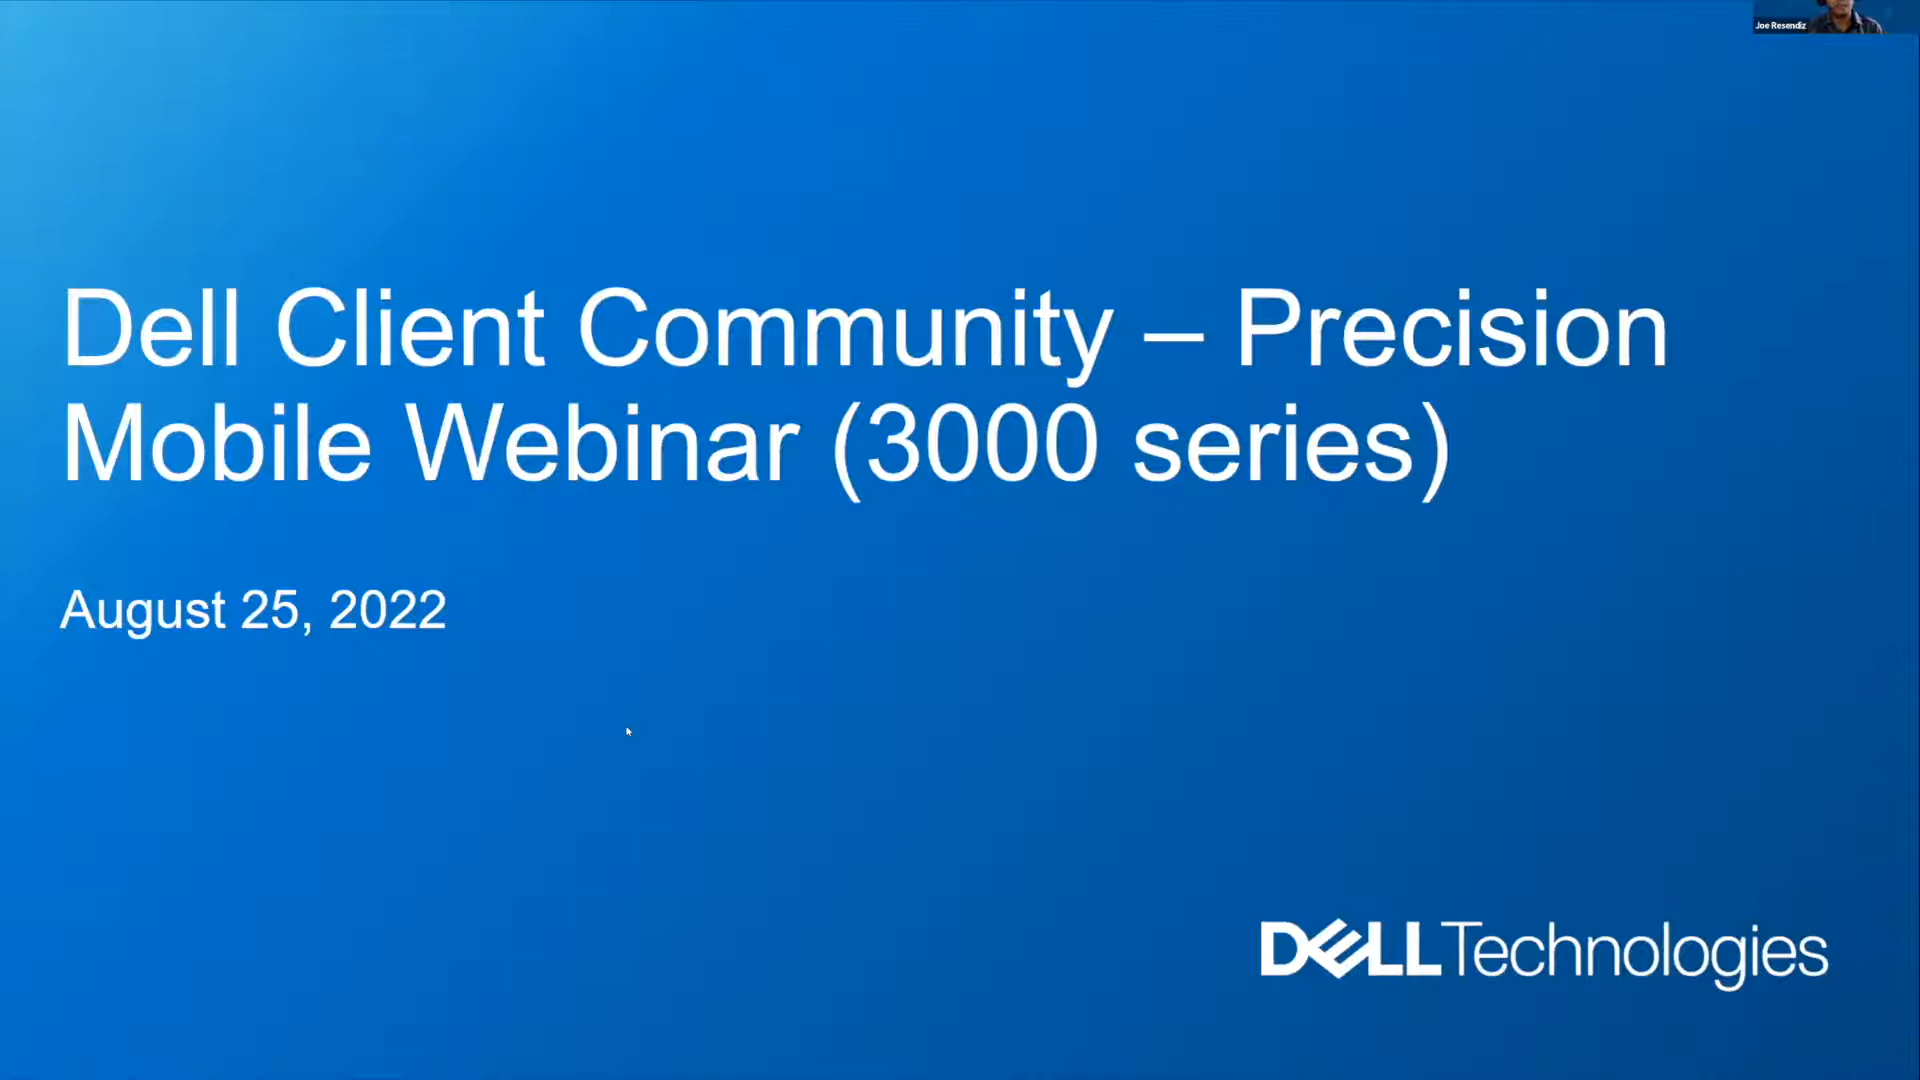 Joe Resendiz
Dell Client Community – Precision
Mobile Webinar (3000 series)
August 25, 2022
DELL Technologies